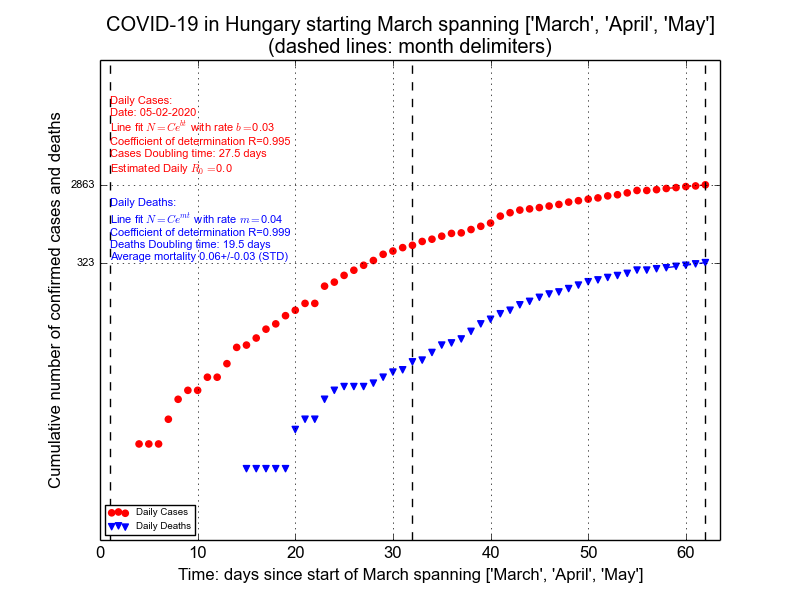 COVID-19 in Hungary starting March spanning ['March', 'April', 'May']
(dashed lines: month delimiters)
Cumulative number of confirmed cases and deaths
Daily Cases:
Date: 05-02-2020
Line fit N = Ce^{bt} with rate b=0.03
Coefficient of determination R=0.995
Cases Doubling time: 27.5 days
Estimated Daily R_0=0.0
2863
Daily Deaths:
Line fit N = Ce^{mt} with rate m=0.04
Coefficient of determination R=0.999
Deaths Doubling time: 19.5 days
Average mortality 0.06+/-0.03 (STD)
323
Daily Cases
Daily Deaths
0 10 20 30 40 50 60
Time: days since start of March spanning ['March', 'April', 'May']